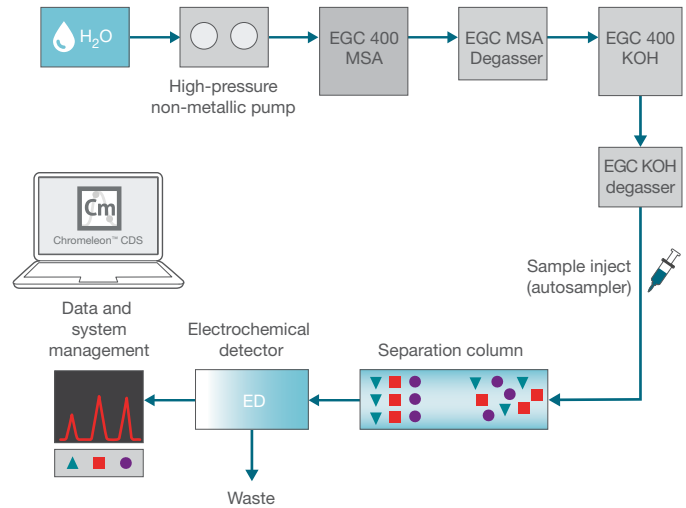 H₂O
High-pressure
non-metallic pump
EGC 400
MSA
EGC MSA
Degasser
EGC 400
KOH
EGC KOH
degasser
Sample inject
(autosampler)
Cm
Chromeleon™ CDS
Data and
system
management
Electrochemical
detector
Separation column
ED
Waste